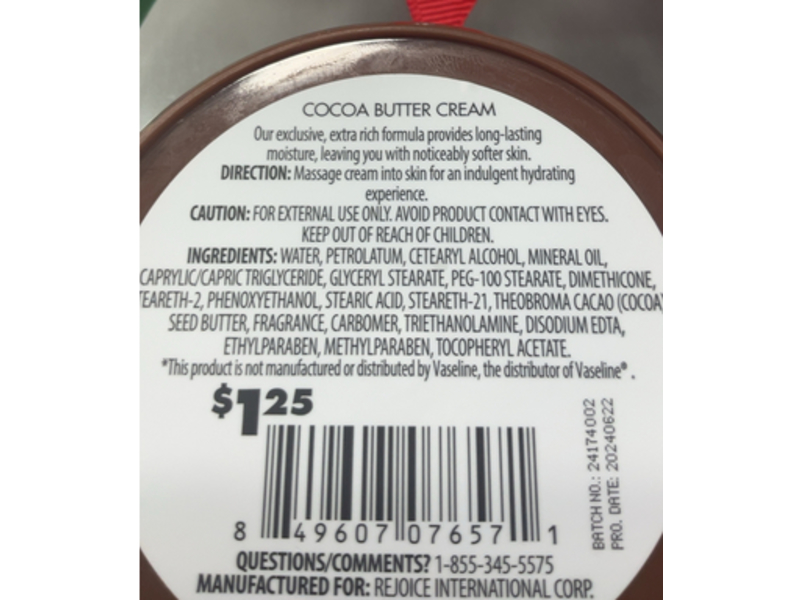 COCOA BUTTER CREAM
Our exclusive, extra rich formula provides long-lasting
moisture, leaving you with noticeably softer skin.
DIRECTION: Massage cream into skin for an indulgent hydrating
experience.
CAUTION: FOR EXTERNAL USE ONLY. AVOID PRODUCT CONTACT WITH EYES.
KEEP OUT OF REACH OF CHILDREN.
INGREDIENTS: WATER, PETROLATUM, CETEARYL ALCOHOL, MINERAL OIL,
CAPRYLIC/CAPRIC TRIGLYCERIDE, GLYCERYL STEARATE, PEG-100 STEARATE, DIMETHICONE,
TEARETH-2, PHENOXYETHANOL, STEARIC ACID, STEARETH-21, THEOBROMA CACAO (COCOA)
SEED BUTTER, FRAGRANCE, CARBOMER, TRIETHANOLAMINE, DISODIUM EDTA,
ETHYLPARABEN, METHYLPARABEN, TOCOPHERYL ACETATE.
*This product is not manufactured or distributed by Vaseline, the distributor of Vaseline® .
$1.25
8 49607 07657 1
BATCH NO.: 24174002
PRO. DATE: 20240622
QUESTIONS/COMMENTS? 1-855-345-5575
MANUFACTURED FOR: REJOICE INTERNATIONAL CORP.